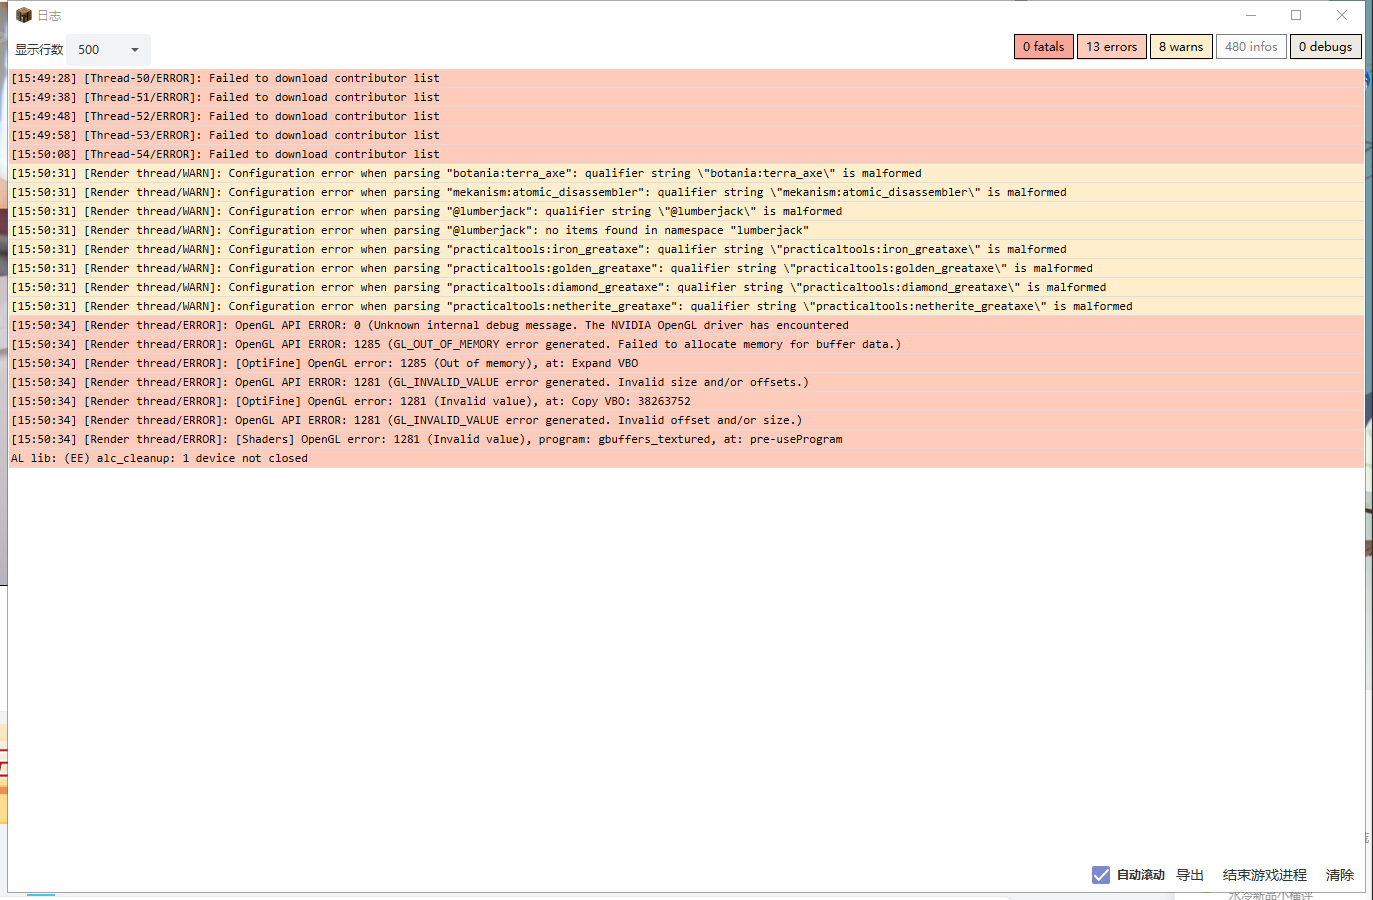 日志
显示行数 500 0 fatals 13 errors 8 warns 480 infos 0 debugs
[15:49:28] [Thread-50/ERROR]: Failed to download contributor list
[15:49:38] [Thread-51/ERROR]: Failed to download contributor list
[15:49:48] [Thread-52/ERROR]: Failed to download contributor list
[15:49:58] [Thread-53/ERROR]: Failed to download contributor list
[15:50:08] [Thread-54/ERROR]: Failed to download contributor list
[15:50:31] [Render thread/WARN]: Configuration error when parsing "botania:terra_axe": qualifier string \"botania:terra_axe\" is malformed
[15:50:31] [Render thread/WARN]: Configuration error when parsing "mekanism:atomic_disassembler": qualifier string \"mekanism:atomic_disassembler\" is malformed
[15:50:31] [Render thread/WARN]: Configuration error when parsing "@lumberjack": qualifier string \"@lumberjack\" is malformed
[15:50:31] [Render thread/WARN]: Configuration error when parsing "@lumberjack": no items found in namespace "lumberjack"
[15:50:31] [Render thread/WARN]: Configuration error when parsing "practicaltools:iron_greataxe": qualifier string \"practicaltools:iron_greataxe\" is malformed
[15:50:31] [Render thread/WARN]: Configuration error when parsing "practicaltools:golden_greataxe": qualifier string \"practicaltools:golden_greataxe\" is malformed
[15:50:31] [Render thread/WARN]: Configuration error when parsing "practicaltools:diamond_greataxe": qualifier string \"practicaltools:diamond_greataxe\" is malformed
[15:50:31] [Render thread/WARN]: Configuration error when parsing "practicaltools:netherite_greataxe": qualifier string \"practicaltools:netherite_greataxe\" is malformed
[15:50:34] [Render thread/ERROR]: OpenGL API ERROR: 0 (Unknown internal debug message. The NVIDIA OpenGL driver has encountered
[15:50:34] [Render thread/ERROR]: OpenGL API ERROR: 1285 (GL_OUT_OF_MEMORY error generated. Failed to allocate memory for buffer data.)
[15:50:34] [Render thread/ERROR]: [OptiFine] OpenGL error: 1285 (Out of memory), at: Expand VBO
[15:50:34] [Render thread/ERROR]: OpenGL API ERROR: 1281 (GL_INVALID_VALUE error generated. Invalid size and/or offsets.)
[15:50:34] [Render thread/ERROR]: [OptiFine] OpenGL error: 1281 (Invalid value), at: Copy VBO: 38263752
[15:50:34] [Render thread/ERROR]: OpenGL API ERROR: 1281 (GL_INVALID_VALUE error generated. Invalid offset and/or size.)
[15:50:34] [Render thread/ERROR]: [Shaders] OpenGL error: 1281 (Invalid value), program: gbuffers_textured, at: pre-useProgram
AL lib: (EE) alc_cleanup: 1 device not closed
自动滚动 导出 结束游戏进程 清除